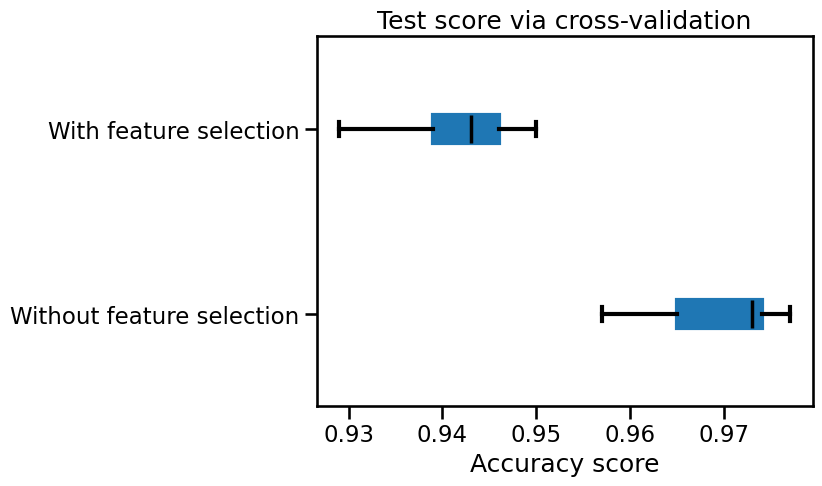 Test score via cross-validation
With feature selection
Without feature selection
0.93 0.94 0.95 0.96 0.97
Accuracy score